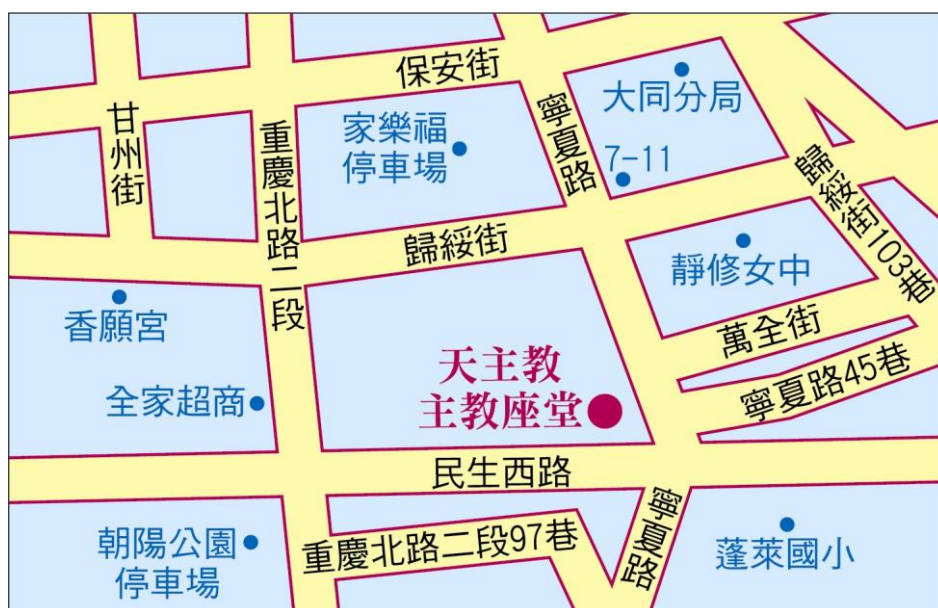 保安街
大同分局
甘州街
重慶北路二段
家樂福
停車場
寧夏路
7-11
歸綏街103巷
歸綏街
靜修女中
香願宮
萬全街
天主教
主教座堂
全家超商
寧夏路45巷
民生西路
寧夏路
朝陽公園
停車場
重慶北路二段97巷
蓬萊國小